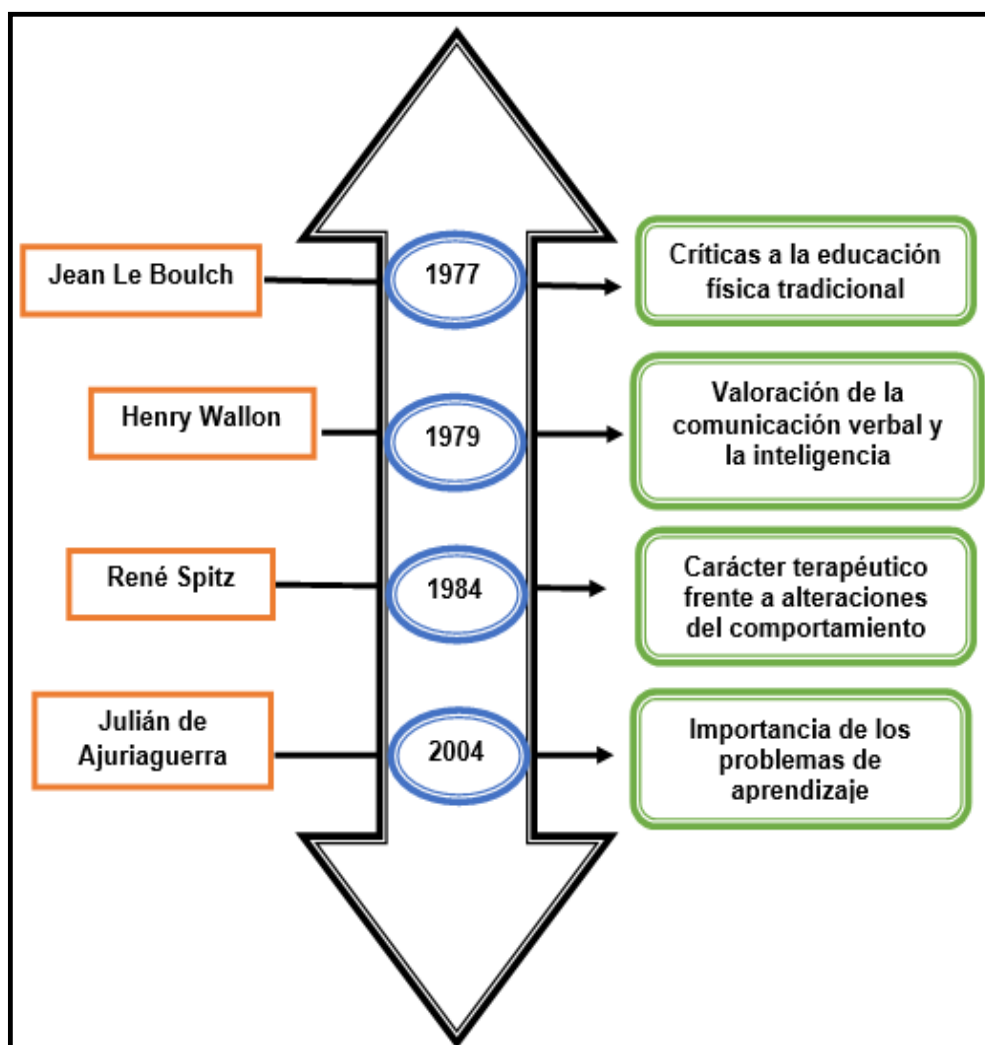 Jean Le Boulch
1977
Críticas a la educación
física tradicional
Henry Wallon
1979
Valoración de la
comunicación verbal y
la inteligencia
René Spitz
1984
Carácter terapéutico
frente a alteraciones
del comportamiento
Julián de
Ajuriaguerra
2004
Importancia de los
problemas de
aprendizaje